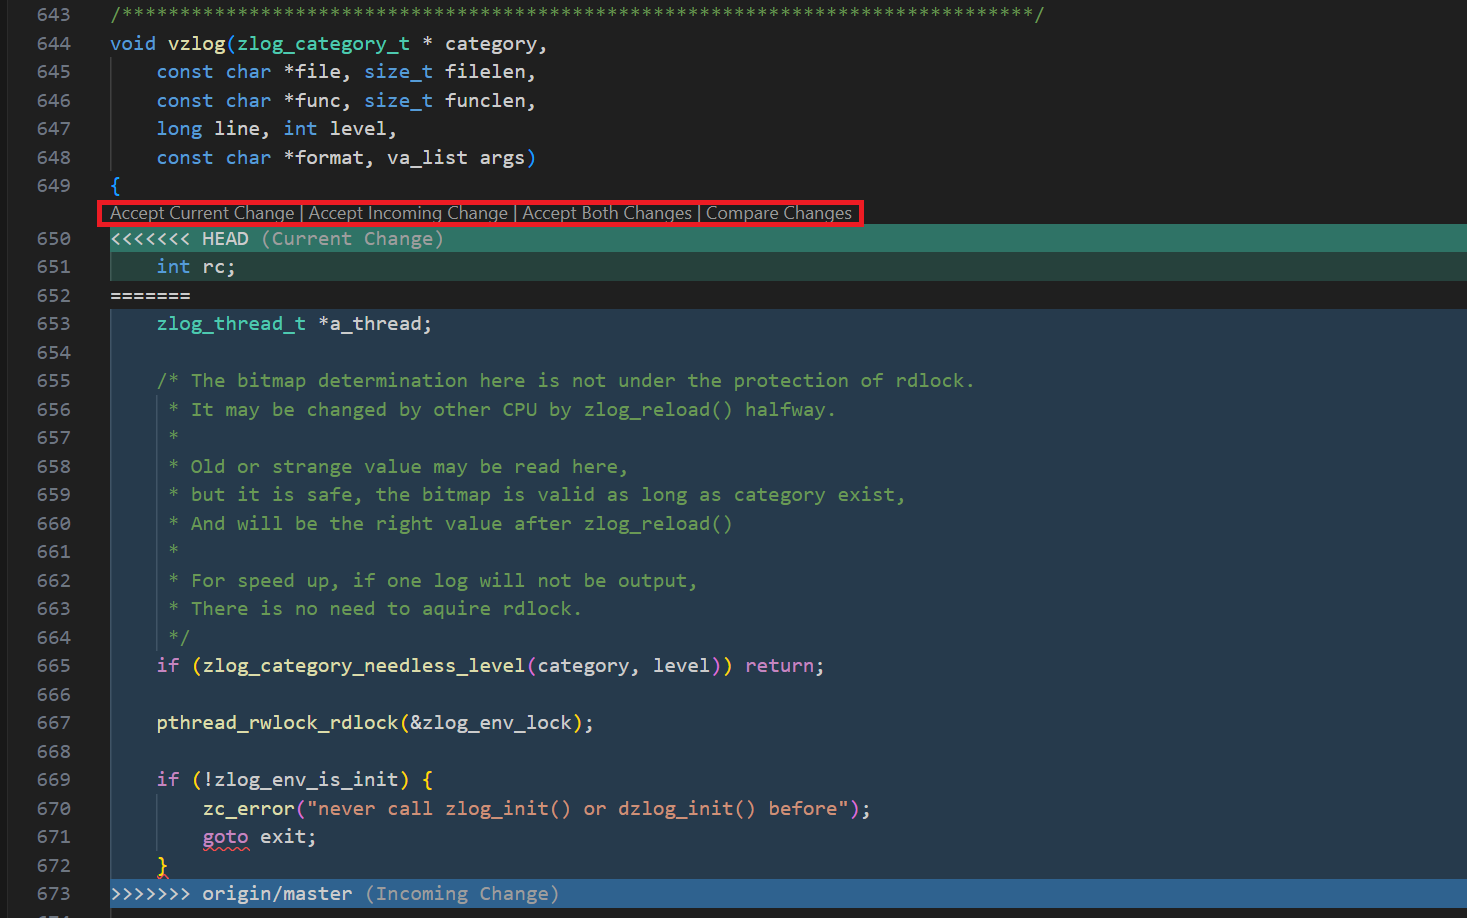 643 /*******************************************************************************/
644 void vzlog(zlog_category_t * category,
645     const char *file, size_t filelen,
646     const char *func, size_t funclen,
647     long line, int level,
648     const char *format, va_list args)
649 {
Accept Current Change | Accept Incoming Change | Accept Both Changes | Compare Changes
650 <<<<<<< HEAD (Current Change)
651     int rc;
652 =======
653     zlog_thread_t *a_thread;
654
655     /* The bitmap determination here is not under the protection of rdlock.
656      * It may be changed by other CPU by zlog_reload() halfway.
657      *
658      * Old or strange value may be read here,
659      * but it is safe, the bitmap is valid as long as category exist,
660      * And will be the right value after zlog_reload()
661      *
662      * For speed up, if one log will not be output,
663      * There is no need to aquire rdlock.
664      */
665     if (zlog_category_needless_level(category, level)) return;
666
667     pthread_rwlock_rdlock(&zlog_env_lock);
668
669     if (!zlog_env_is_init) {
670         zc_error("never call zlog_init() or dzlog_init() before");
671         goto exit;
672     }
673 >>>>>>> origin/master (Incoming Change)